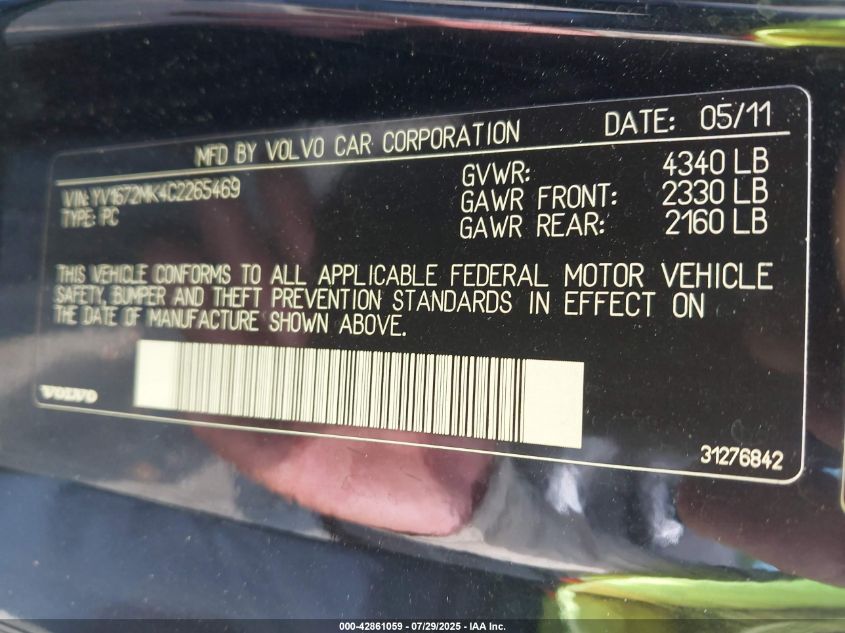 MFD BY VOLVO CAR CORPORATION DATE: 05/11
VIN: YV1672MK4C2265469
TYPE: PC
GVWR: 4340 LB
GAWR FRONT: 2330 LB
GAWR REAR: 2160 LB
THIS VEHICLE CONFORMS TO ALL APPLICABLE FEDERAL MOTOR VEHICLE
SAFETY, BUMPER AND THEFT PREVENTION STANDARDS IN EFFECT ON
THE DATE OF MANUFACTURE SHOWN ABOVE.
VOLVO
31276842
000-42861059 - 07/29/2025 - IAA Inc.